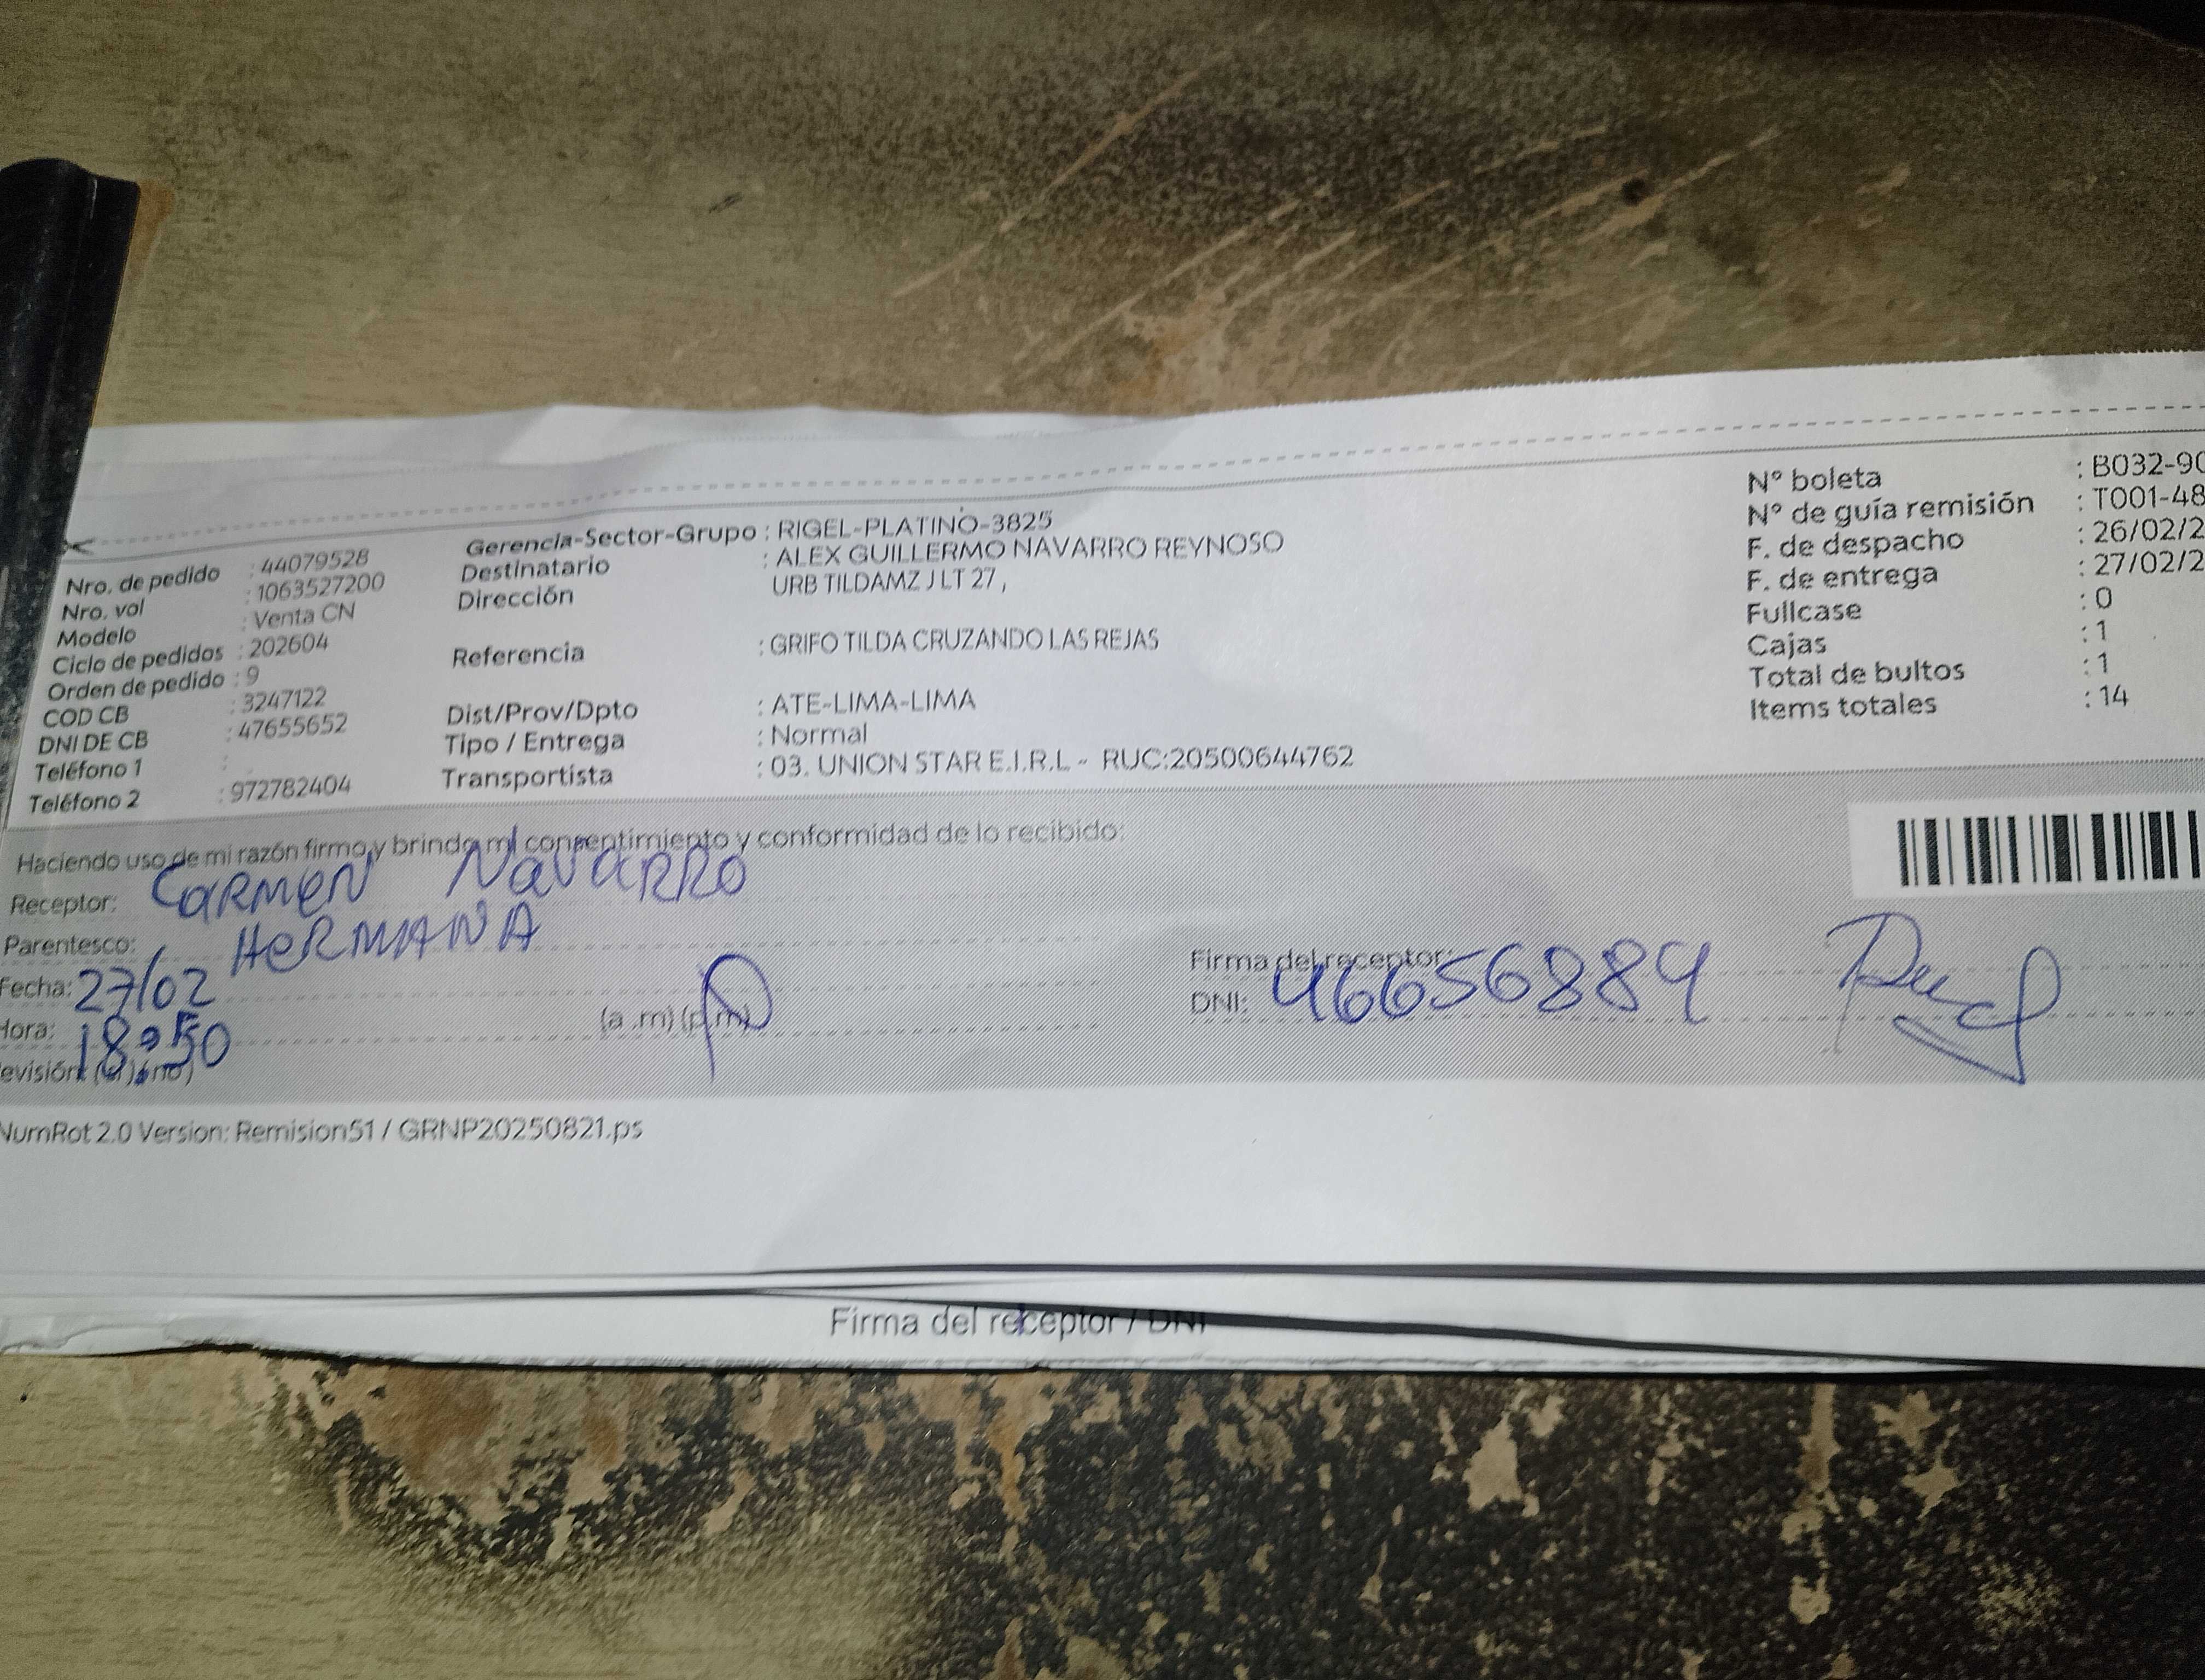 Nro. de pedido : 44079528
Nro. vol : 1063527200
Modelo : Venta CN
Ciclo de pedidos : 202604
Orden de pedido : 9
COD CB : 3247122
DNI DE CB : 47655652
Teléfono 1 :
Teléfono 2 : 972782404
Gerencia-Sector-Grupo : RIGEL-PLATINO-3825
Destinatario : ALEX GUILLERMO NAVARRO REYNOSO
Dirección URB TILDAMZ J LT 27 ,
Referencia : GRIFO TILDA CRUZANDO LAS REJAS
Dist/Prov/Dpto : ATE-LIMA-LIMA
Tipo / Entrega : Normal
Transportista : 03. UNION STAR E.I.R.L - RUC:20500644762
N° boleta : B032-90
N° de guía remisión : T001-48
F. de despacho : 26/02/2
F. de entrega : 27/02/2
Fullcase : 0
Cajas : 1
Total de bultos : 1
Items totales : 14
Haciendo uso de mi razón firmo y brindo mi consentimiento y conformidad de lo recibido:
Receptor: CARMEN NAVARRO
Parentesco: HERMANA
Fecha: 27/02
Hora: 18:50 (a .m) (p.m)
evisión: (si) (no)
Firma del receptor:
DNI: 46656884
NumRot 2.0 Version: Remision51 / GRNP20250821.ps
Firma del receptor / DNI